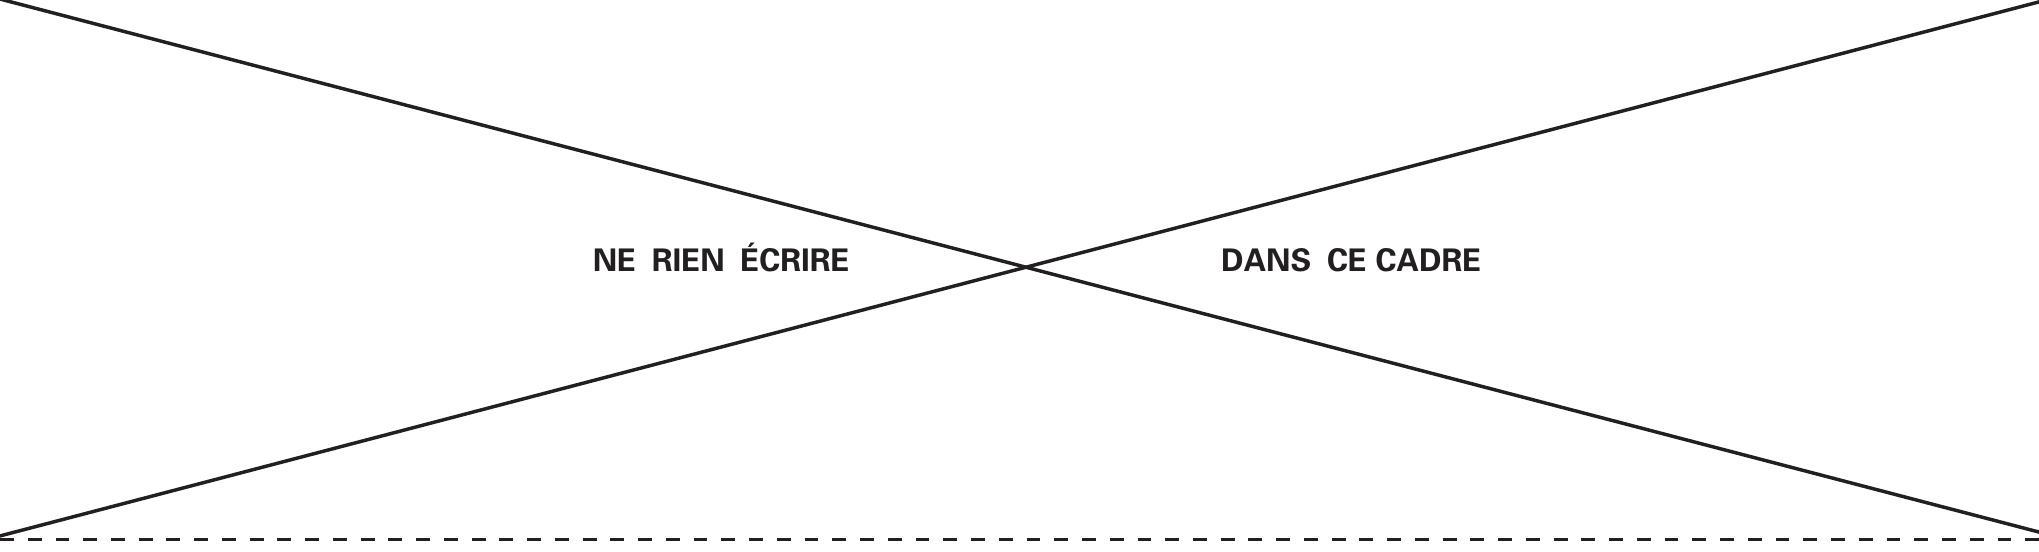 NE RIEN ÉCRIRE DANS CE CADRE